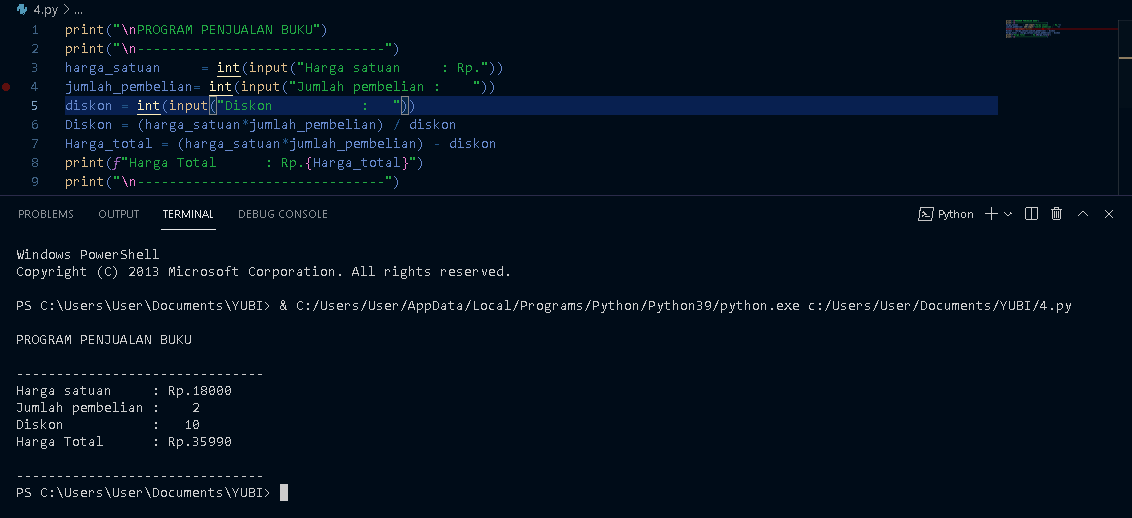 4.py > ...
1 print("\nPROGRAM PENJUALAN BUKU")
2 print("\n-------------------------------")
3 harga_satuan     = int(input("Harga satuan     : Rp."))
4 jumlah_pembelian= int(input("Jumlah pembelian :    "))
5 diskon = int(input("Diskon           :   "))
6 Diskon = (harga_satuan*jumlah_pembelian) / diskon
7 Harga_total = (harga_satuan*jumlah_pembelian) - diskon
8 print(f"Harga Total      : Rp.{Harga_total}")
9 print("\n-------------------------------")
PROBLEMS OUTPUT TERMINAL DEBUG CONSOLE Python
Windows PowerShell
Copyright (C) 2013 Microsoft Corporation. All rights reserved.
PS C:\Users\User\Documents\YUBI> & C:/Users/User/AppData/Local/Programs/Python/Python39/python.exe c:/Users/User/Documents/YUBI/4.py
PROGRAM PENJUALAN BUKU
-------------------------------
Harga satuan     : Rp.18000
Jumlah pembelian :    2
Diskon           :   10
Harga Total      : Rp.35990
-------------------------------
PS C:\Users\User\Documents\YUBI>